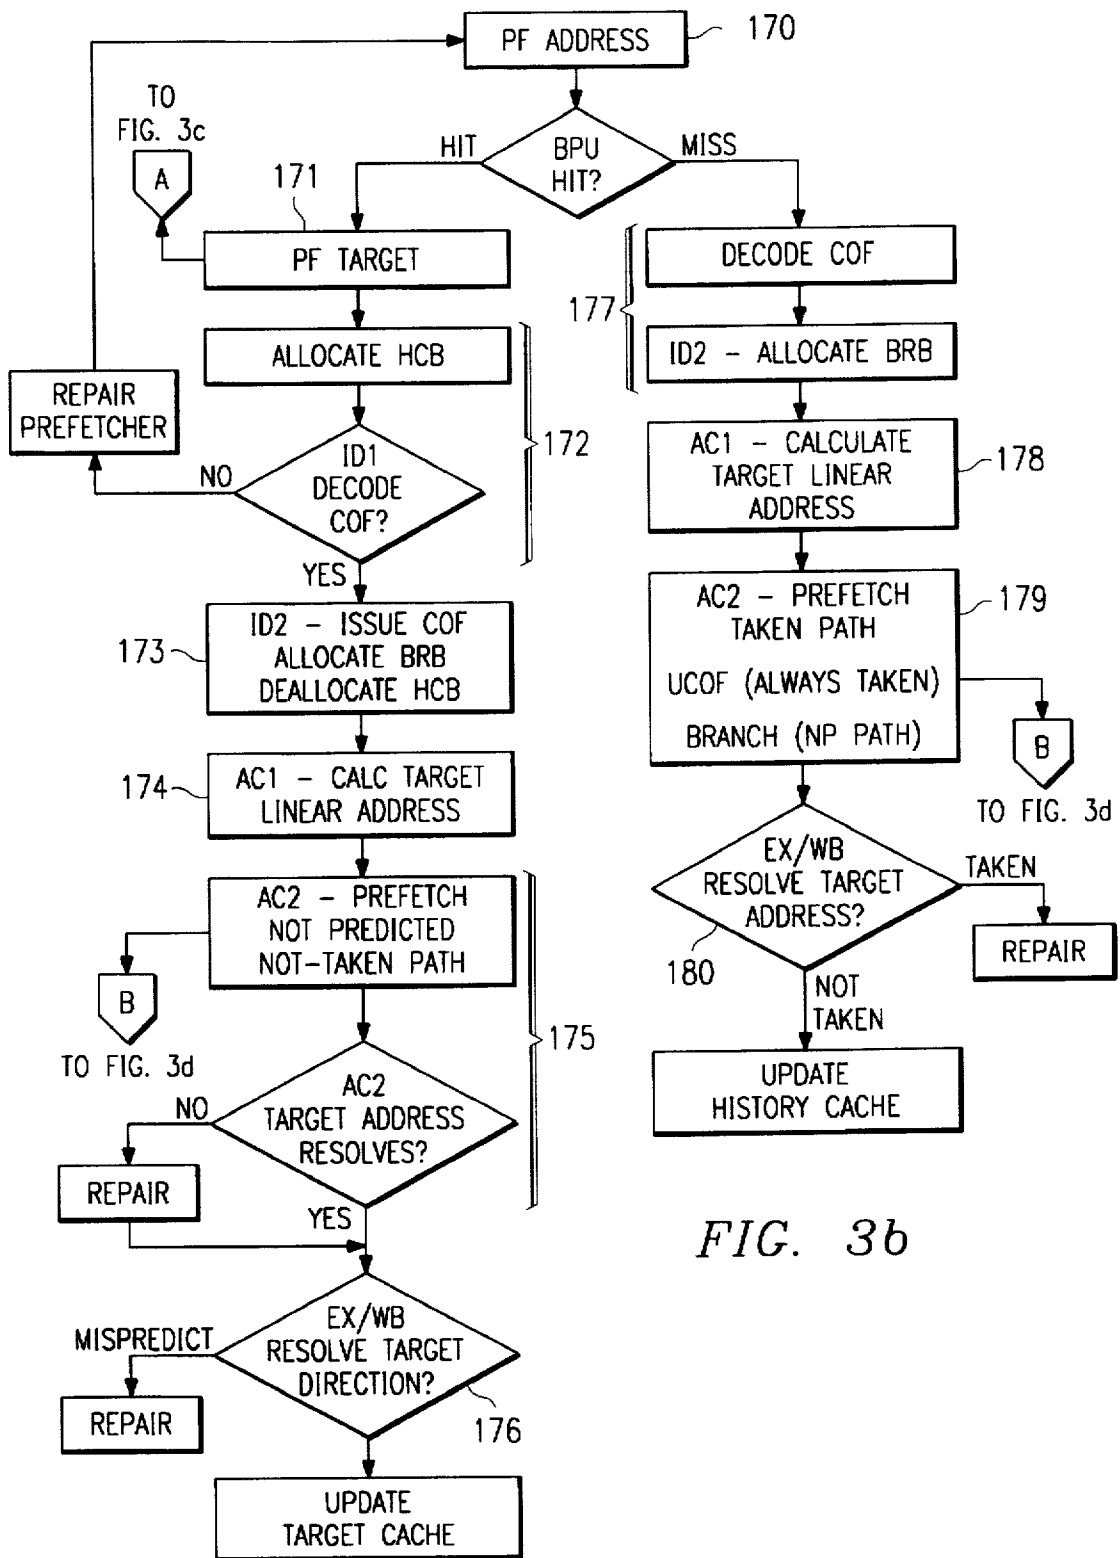 PF ADDRESS
170
TO
FIG. 3c
A
HIT
BPU
HIT?
MISS
171
PF TARGET
DECODE COF
177
ALLOCATE HCB
ID2 - ALLOCATE BRB
REPAIR
PREFETCHER
172
NO
ID1
DECODE
COF?
YES
AC1 - CALCULATE
TARGET LINEAR
ADDRESS
178
173
ID2 - ISSUE COF
ALLOCATE BRB
DEALLOCATE HCB
AC2 - PREFETCH
TAKEN PATH
UCOF (ALWAYS TAKEN)
BRANCH (NP PATH)
179
B
TO FIG. 3d
174
AC1 - CALC TARGET
LINEAR ADDRESS
EX/WB
RESOLVE TARGET
ADDRESS?
TAKEN
180
REPAIR
NOT
TAKEN
UPDATE
HISTORY CACHE
AC2 - PREFETCH
NOT PREDICTED
NOT-TAKEN PATH
B
TO FIG. 3d
175
NO
AC2
TARGET ADDRESS
RESOLVES?
REPAIR
YES
FIG. 3b
MISPREDICT
EX/WB
RESOLVE TARGET
DIRECTION?
REPAIR
176
UPDATE
TARGET CACHE